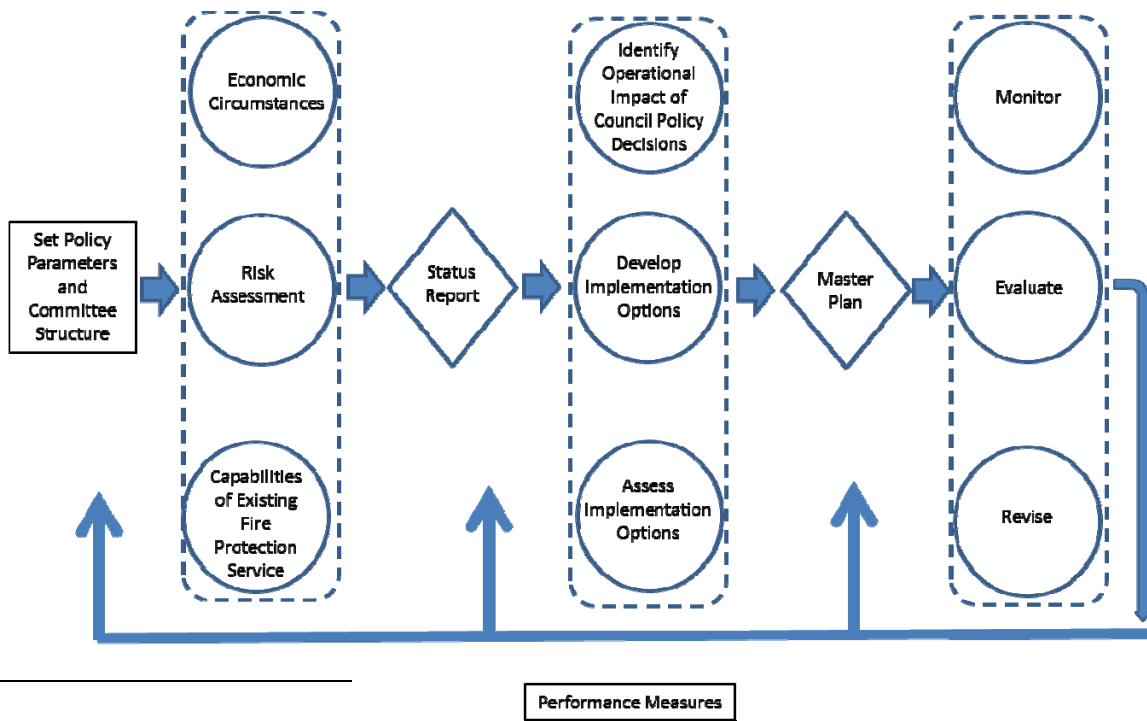 Set Policy
Parameters
and
Committee
Structure
Economic
Circumstances
Risk
Assessment
Capabilities
of Existing
Fire
Protection
Service
Status
Report
Identify
Operational
Impact of
Council Policy
Decisions
Develop
Implementation
Options
Assess
Implementation
Options
Master
Plan
Monitor
Evaluate
Revise
Performance Measures